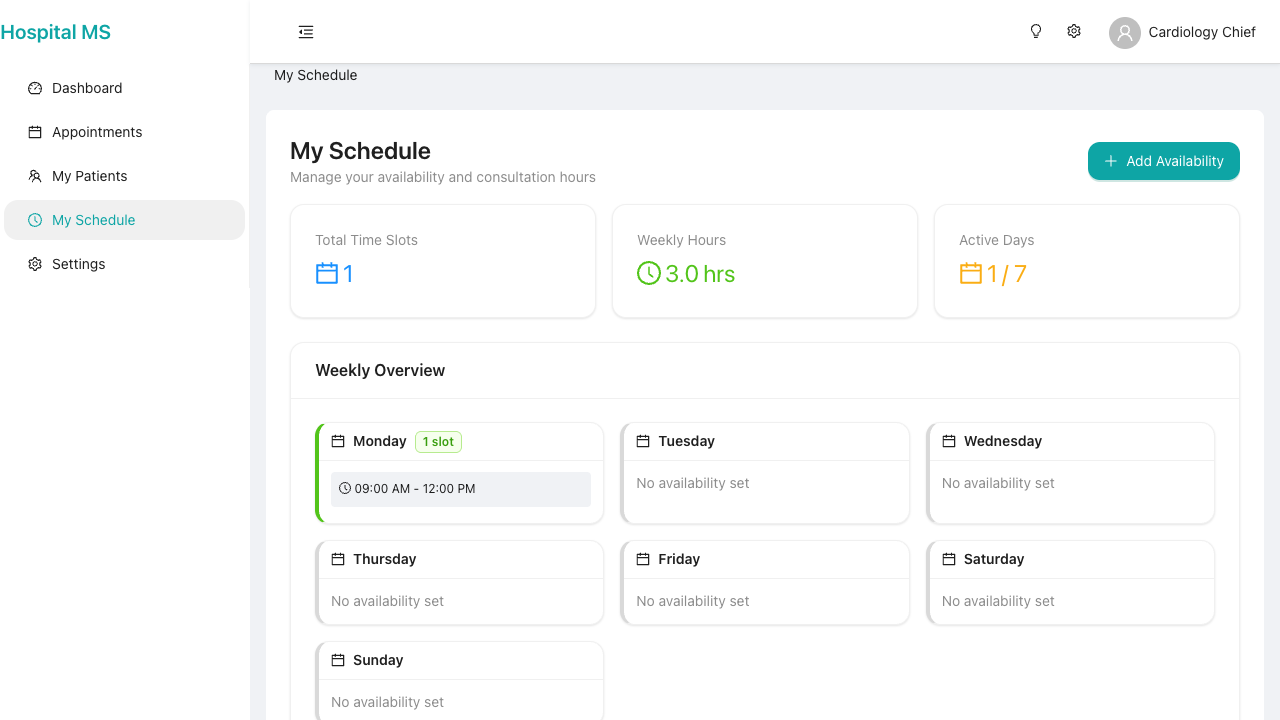 Hospital MS
Cardiology Chief
Dashboard
Appointments
My Patients
My Schedule
Settings
My Schedule
My Schedule
Manage your availability and consultation hours
Add Availability
Total Time Slots
1
Weekly Hours
3.0 hrs
Active Days
1 / 7
Weekly Overview
Monday 1 slot
09:00 AM - 12:00 PM
Tuesday
No availability set
Wednesday
No availability set
Thursday
No availability set
Friday
No availability set
Saturday
No availability set
Sunday
No availability set